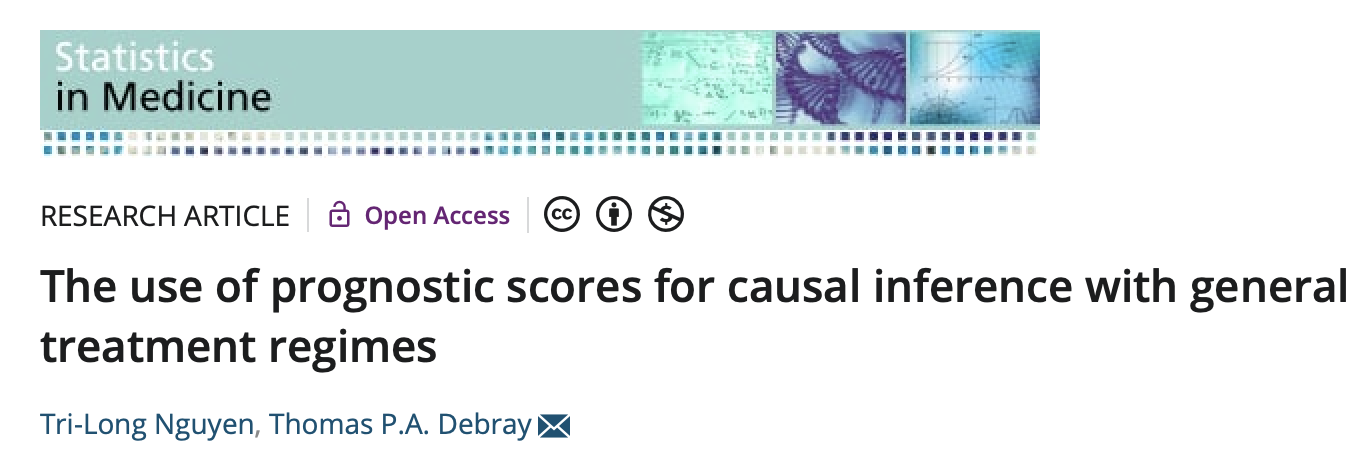 Statistics
in Medicine
RESEARCH ARTICLE Open Access cc
The use of prognostic scores for causal inference with general
treatment regimes
Tri-Long Nguyen, Thomas P.A. Debray